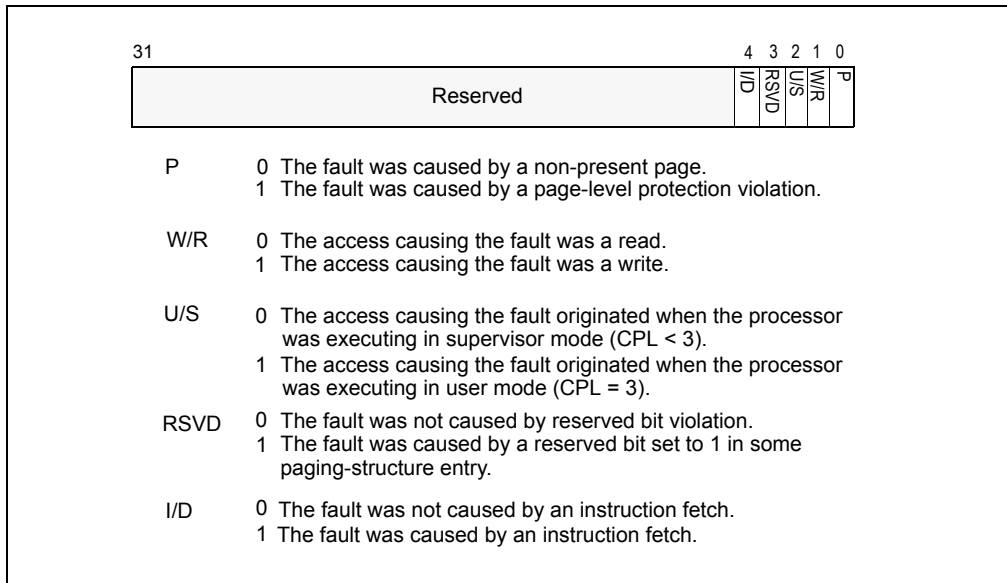 31 4 3 2 1 0
Reserved I/D RSVD U/S W/R P
P 0 The fault was caused by a non-present page.
1 The fault was caused by a page-level protection violation.
W/R 0 The access causing the fault was a read.
1 The access causing the fault was a write.
U/S 0 The access causing the fault originated when the processor
was executing in supervisor mode (CPL < 3).
1 The access causing the fault originated when the processor
was executing in user mode (CPL = 3).
RSVD 0 The fault was not caused by reserved bit violation.
1 The fault was caused by a reserved bit set to 1 in some
paging-structure entry.
I/D 0 The fault was not caused by an instruction fetch.
1 The fault was caused by an instruction fetch.